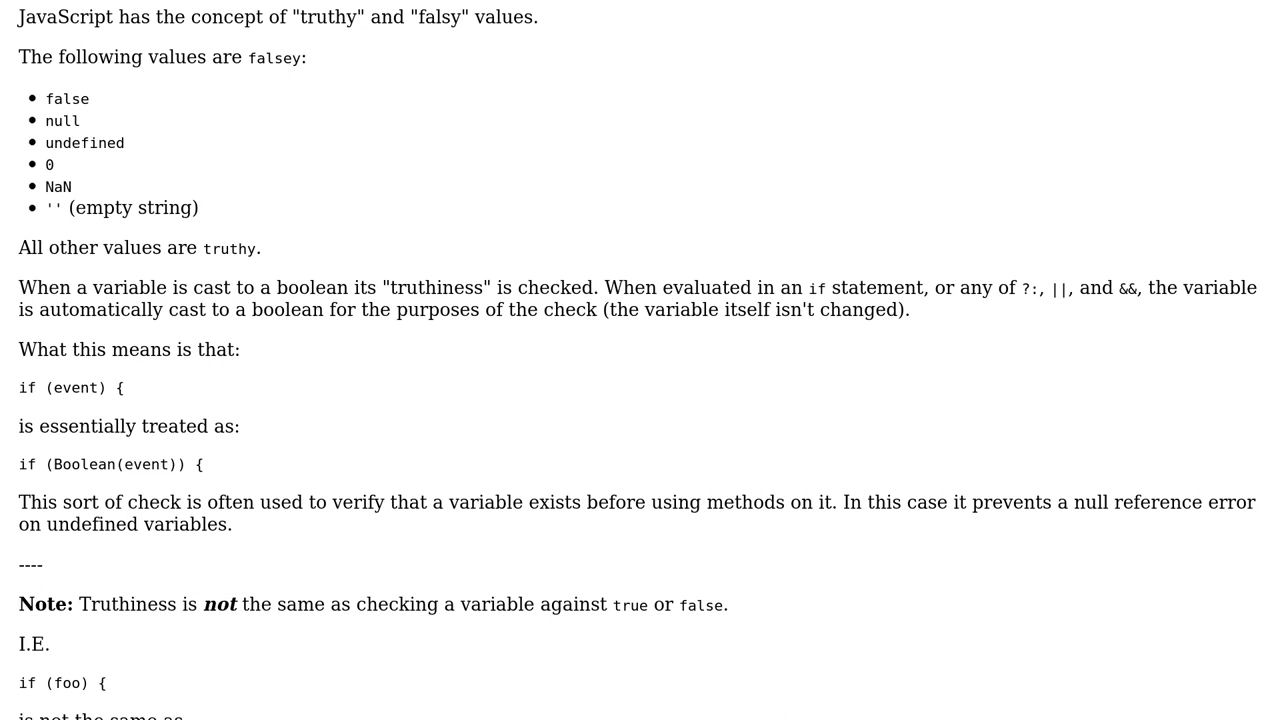 JavaScript has the concept of "truthy" and "falsy" values.
The following values are falsey:
false
null
undefined
0
NaN
'' (empty string)
All other values are truthy.
When a variable is cast to a boolean its "truthiness" is checked. When evaluated in an if statement, or any of ?:, ||, and &&, the variable
is automatically cast to a boolean for the purposes of the check (the variable itself isn't changed).
What this means is that:
if (event) {
is essentially treated as:
if (Boolean(event)) {
This sort of check is often used to verify that a variable exists before using methods on it. In this case it prevents a null reference error
on undefined variables.
----
Note: Truthiness is not the same as checking a variable against true or false.
I.E.
if (foo) {
is not the same as